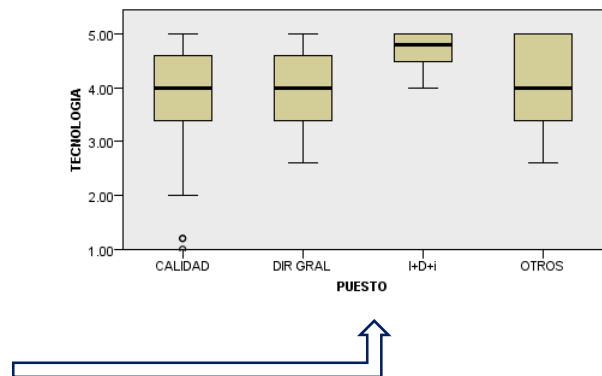 TECNOLOGIA
5.00
4.00
3.00
2.00
1.00
CALIDAD DIR GRAL I+D+i OTROS
PUESTO